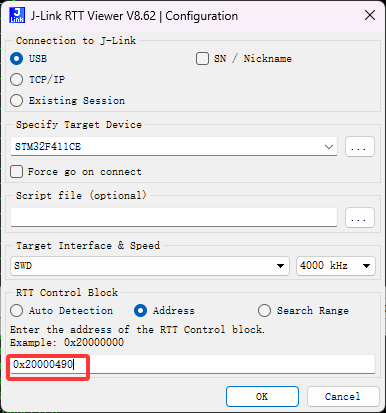 J-Link RTT Viewer V8.62 | Configuration
Connection to J-Link
USB
SN / Nickname
TCP/IP
Existing Session
Specify Target Device
STM32F411CE
...
Force go on connect
Script file (optional)
...
Target Interface & Speed
SWD
4000 kHz
RTT Control Block
Auto Detection
Address
Search Range
Enter the address of the RTT Control block.
Example: 0x20000000
0x20000490
OK
Cancel